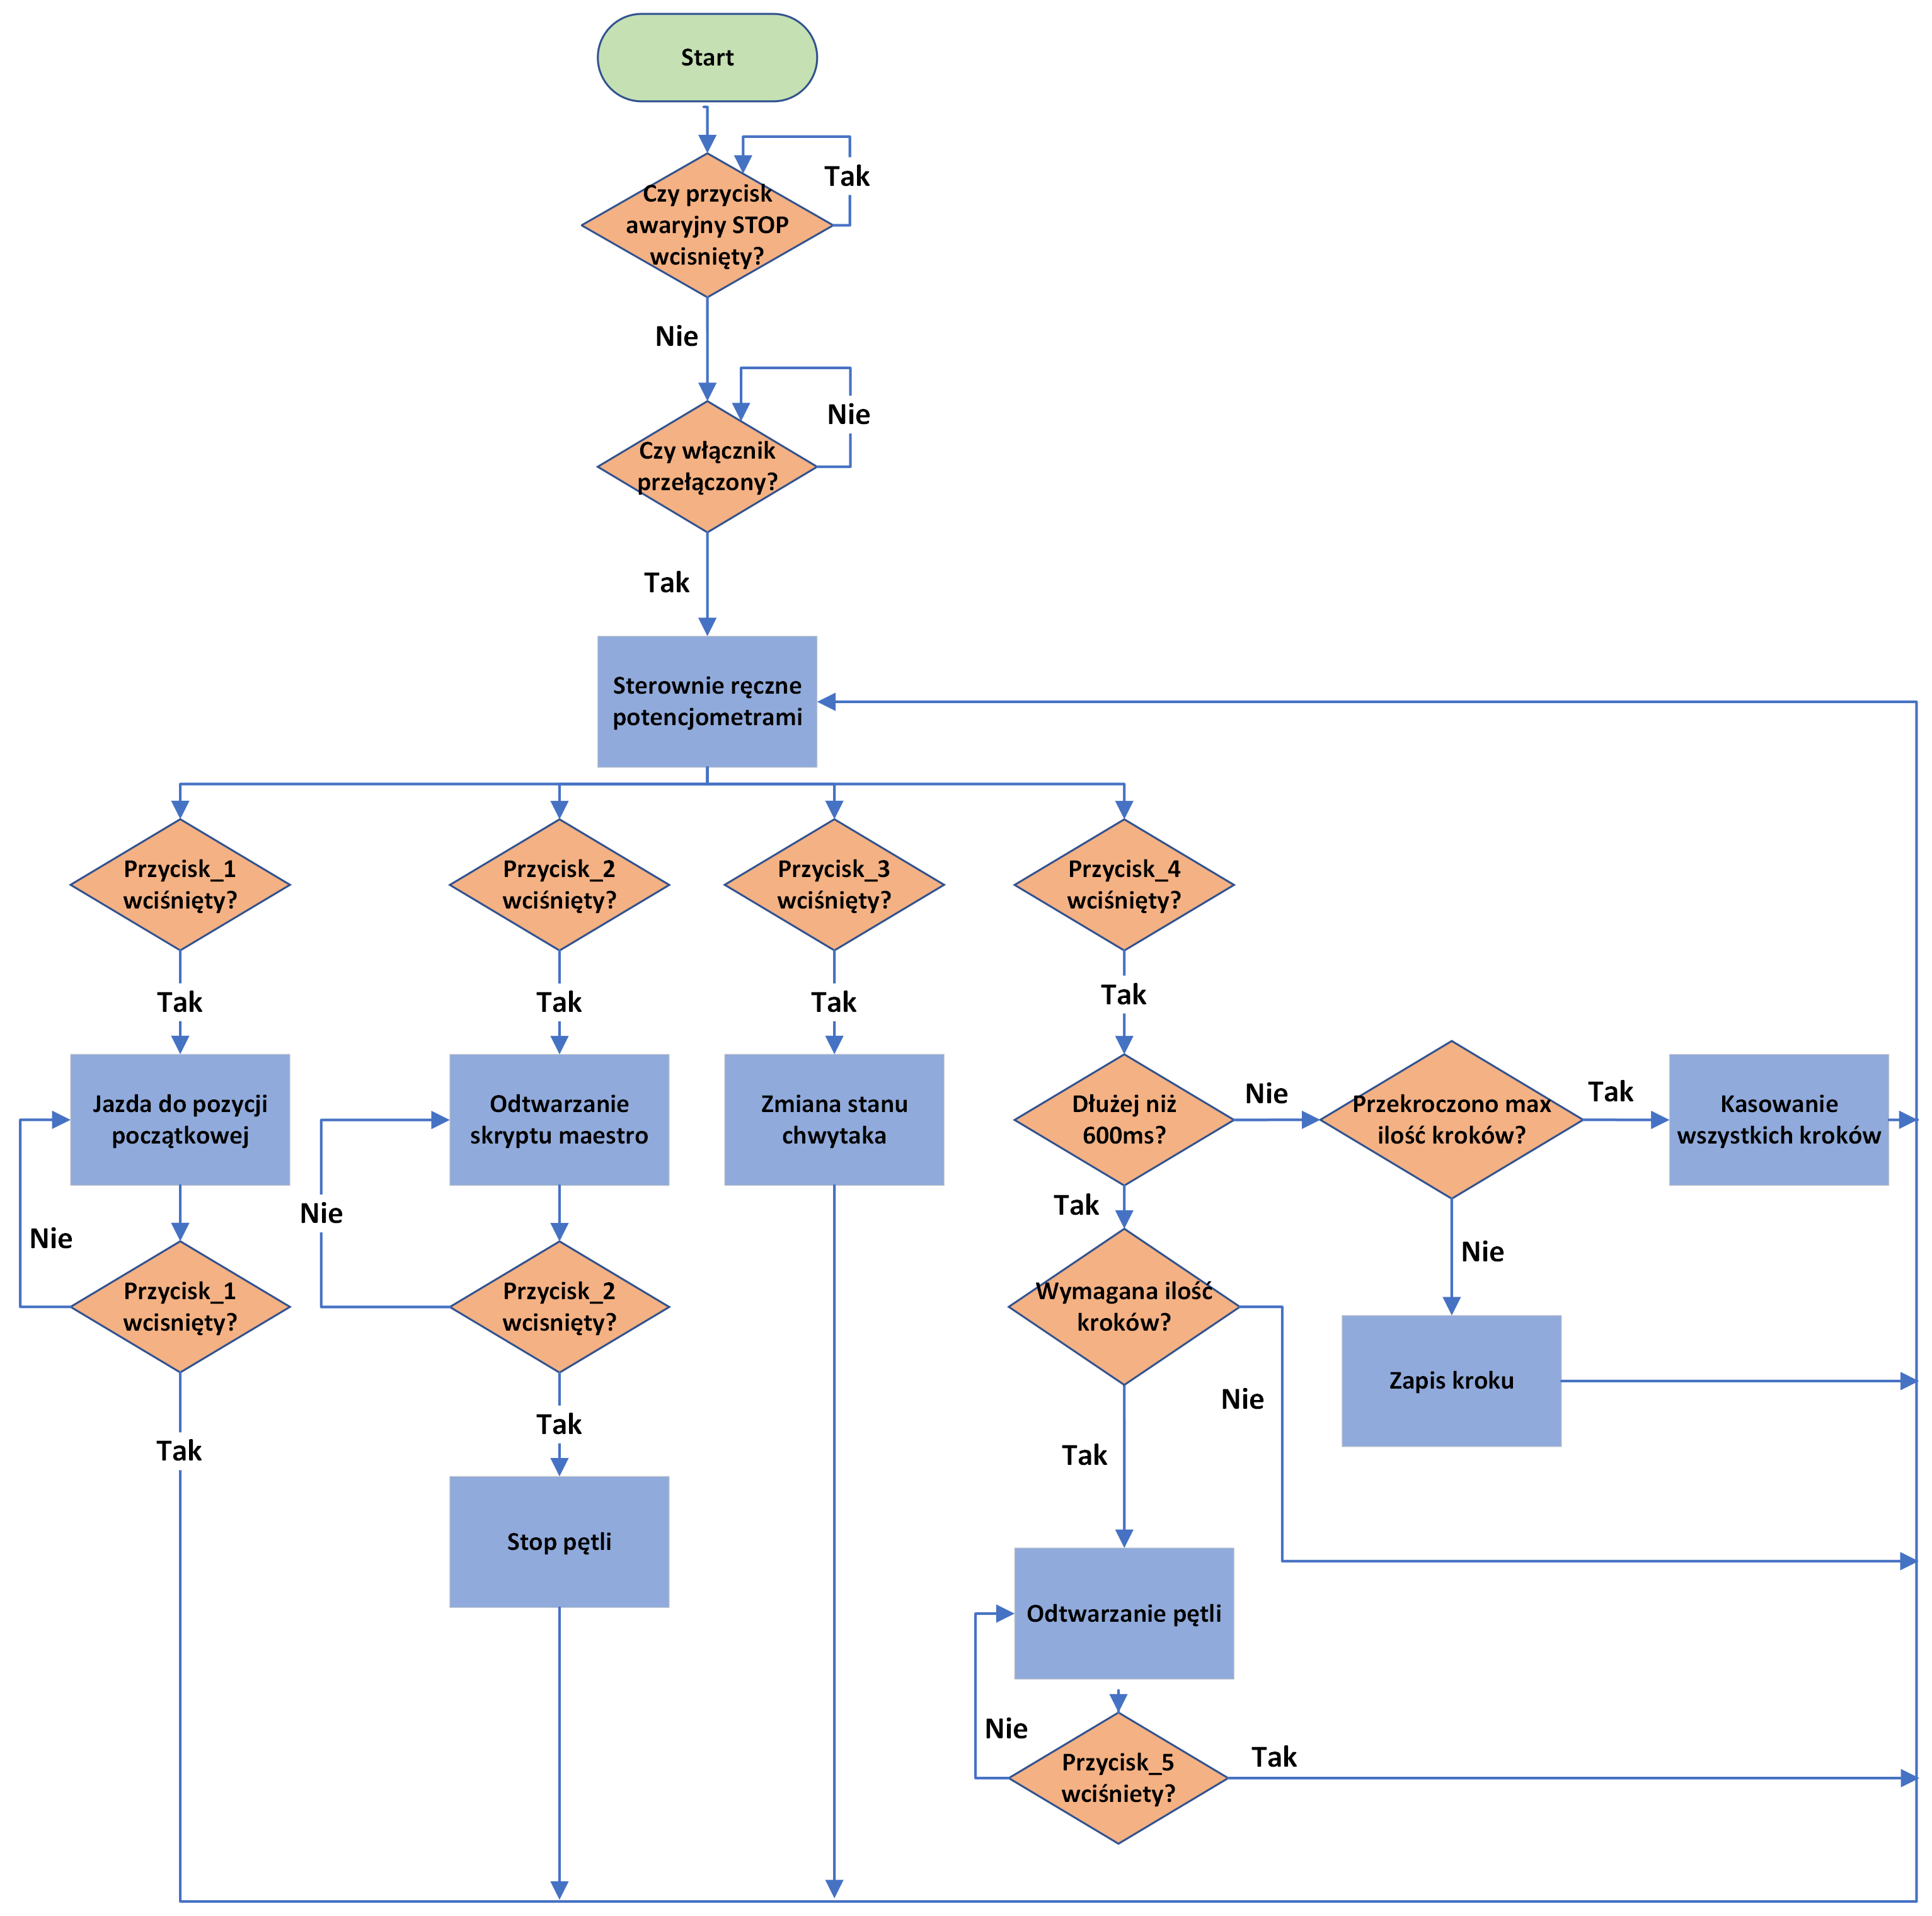 Start
Czy przycisk
awaryjny STOP
wcisnięty?
Tak
Nie
Czy włącznik
przełączony?
Nie
Tak
Sterownie ręczne
potencjometrami
Przycisk_1
wciśnięty?
Przycisk_2
wciśnięty?
Przycisk_3
wciśnięty?
Przycisk_4
wciśnięty?
Tak
Tak
Tak
Tak
Jazda do pozycji
początkowej
Odtwarzanie
skryptu maestro
Zmiana stanu
chwytaka
Dłużej niż
600ms?
Nie
Przekroczono max
ilość kroków?
Tak
Kasowanie
wszystkich kroków
Nie
Nie
Tak
Nie
Przycisk_1
wcisnięty?
Przycisk_2
wcisnięty?
Wymagana ilość
kroków?
Zapis kroku
Tak
Tak
Tak
Nie
Stop pętli
Odtwarzanie pętli
Nie
Przycisk_5
wciśniety?
Tak